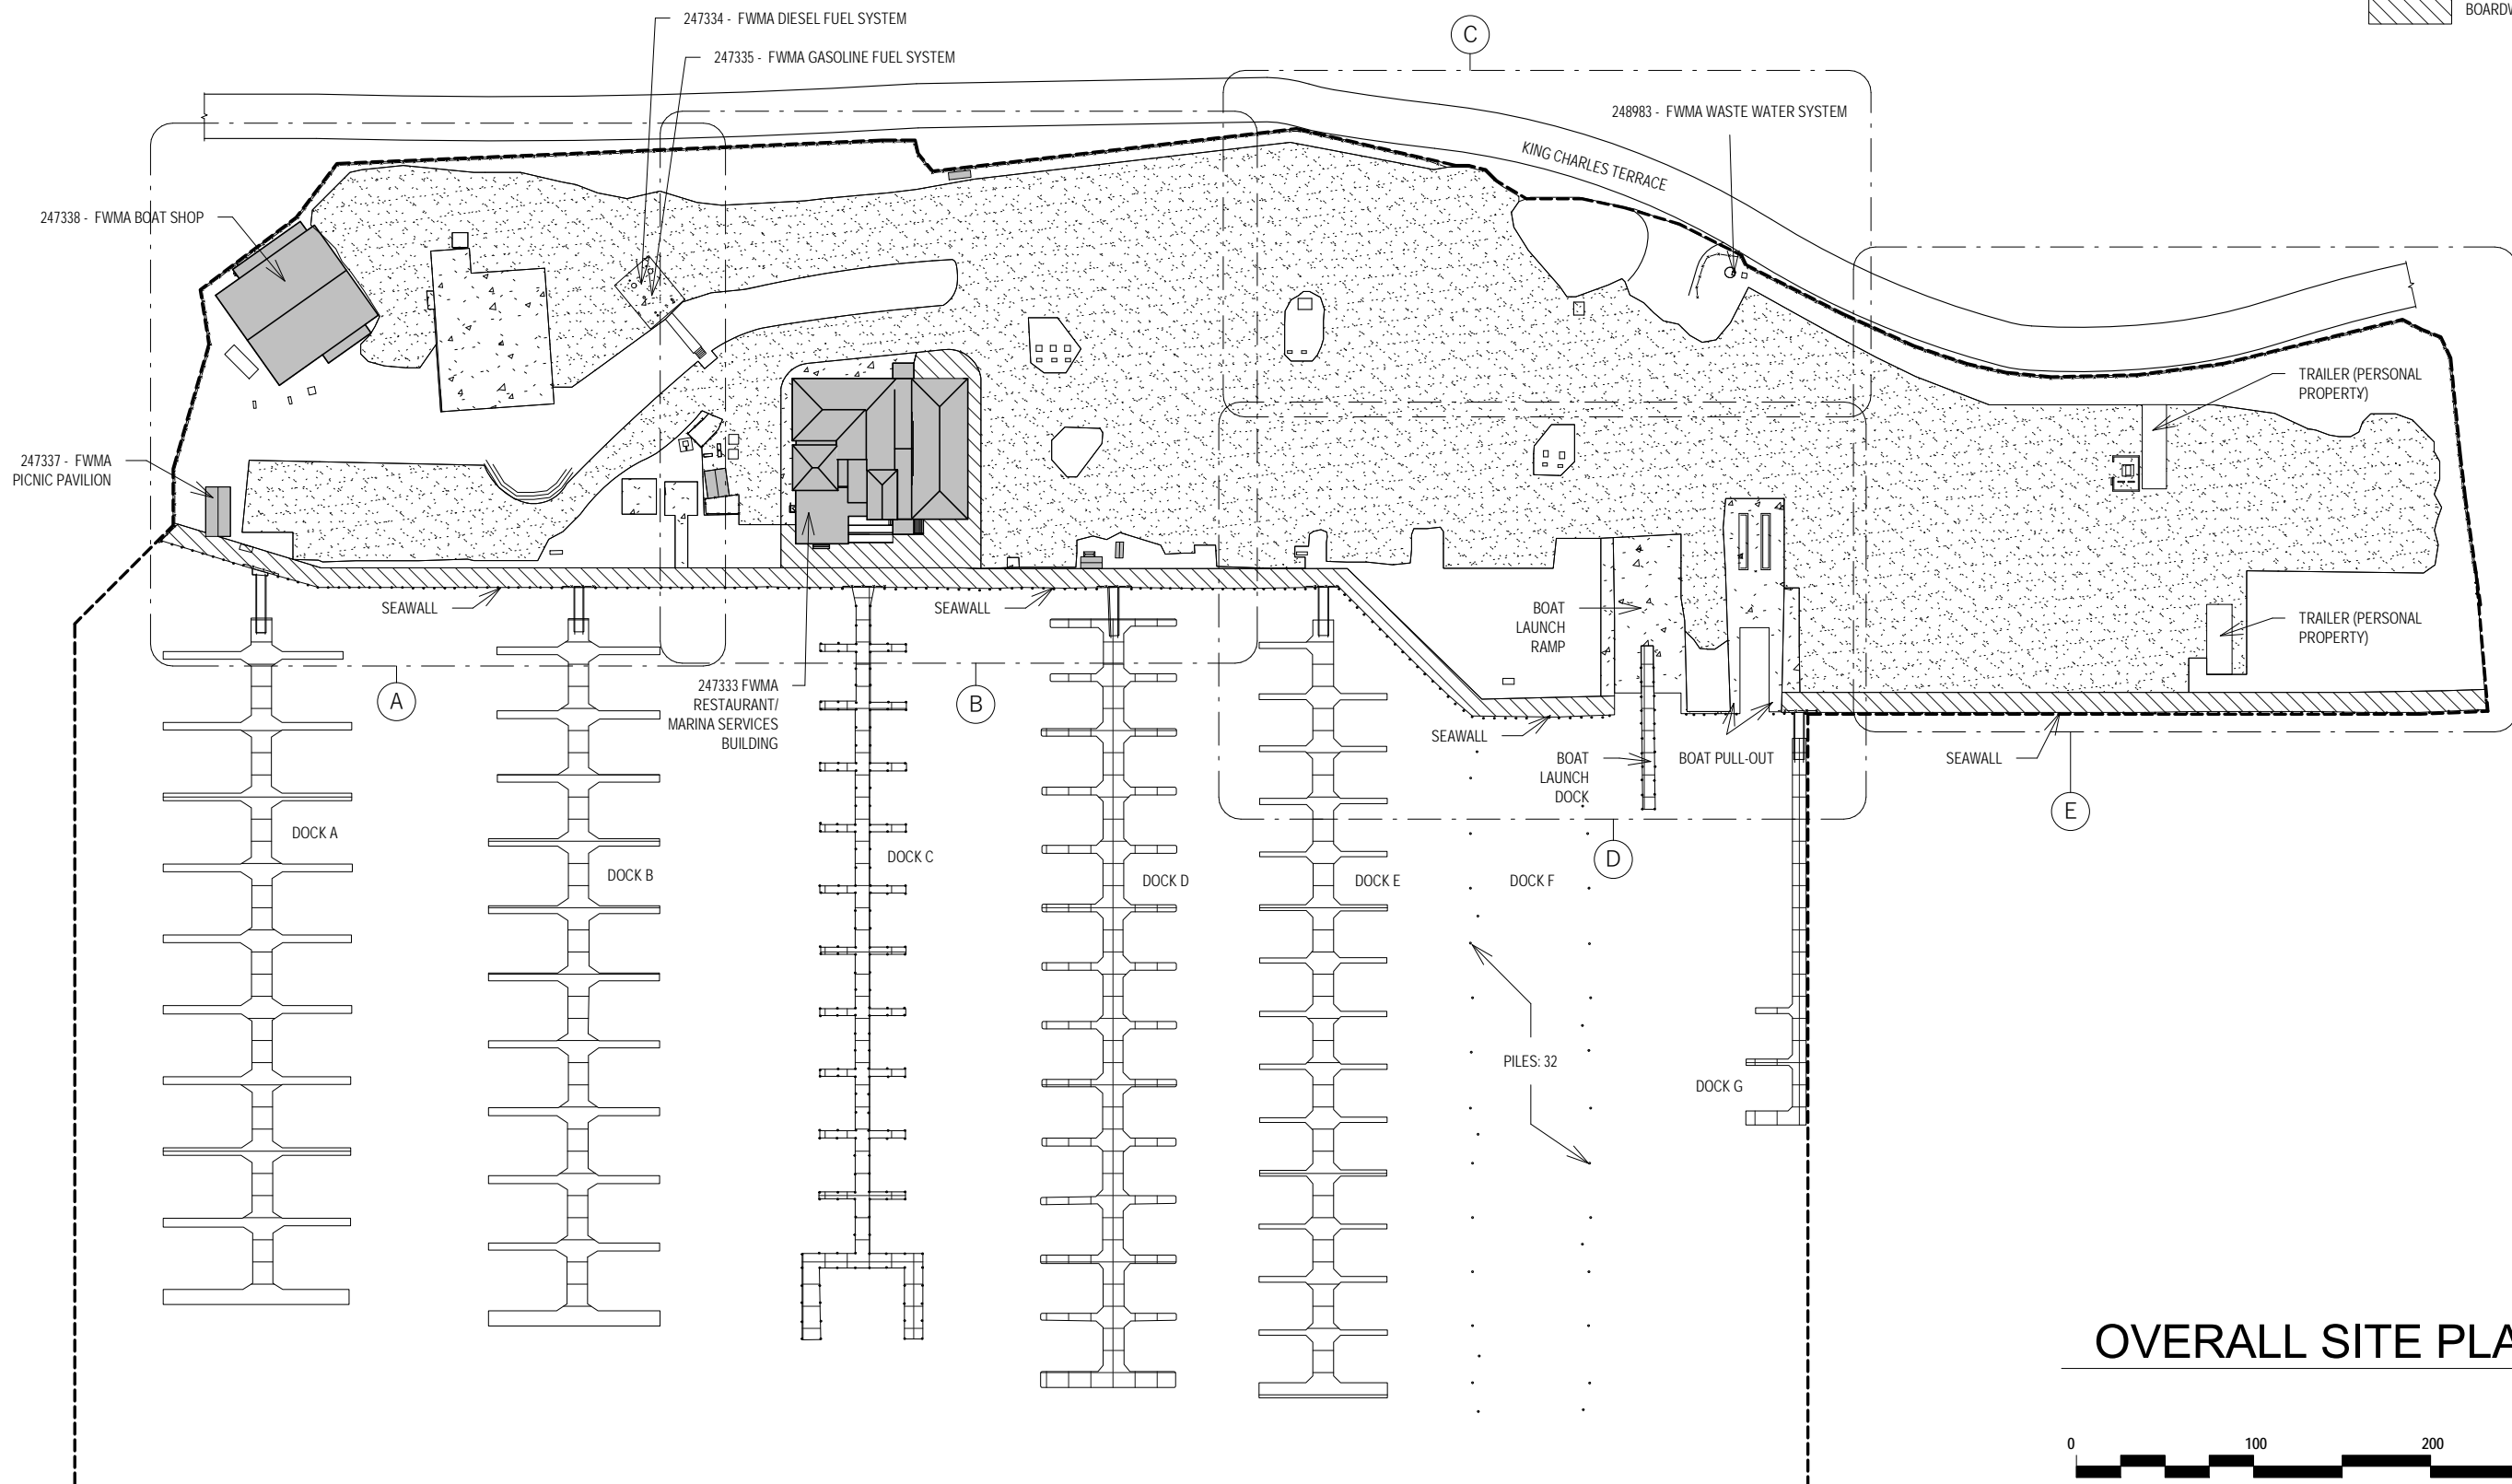 BOARDW
247334 - FWMA DIESEL FUEL SYSTEM
247335 - FWMA GASOLINE FUEL SYSTEM
C
248983 - FWMA WASTE WATER SYSTEM
KING CHARLES TERRACE
247338 - FWMA BOAT SHOP
TRAILER (PERSONAL
PROPERTY)
247337 - FWMA
PICNIC PAVILION
SEAWALL
SEAWALL
BOAT
LAUNCH
RAMP
TRAILER (PERSONAL
PROPERTY)
A
247333 FWMA
RESTAURANT/
MARINA SERVICES
BUILDING
B
SEAWALL
BOAT
LAUNCH
DOCK
BOAT PULL-OUT
SEAWALL
E
DOCK A
DOCK B
DOCK C
DOCK D
DOCK E
DOCK F
D
PILES: 32
DOCK G
OVERALL SITE PLA
0 100 200